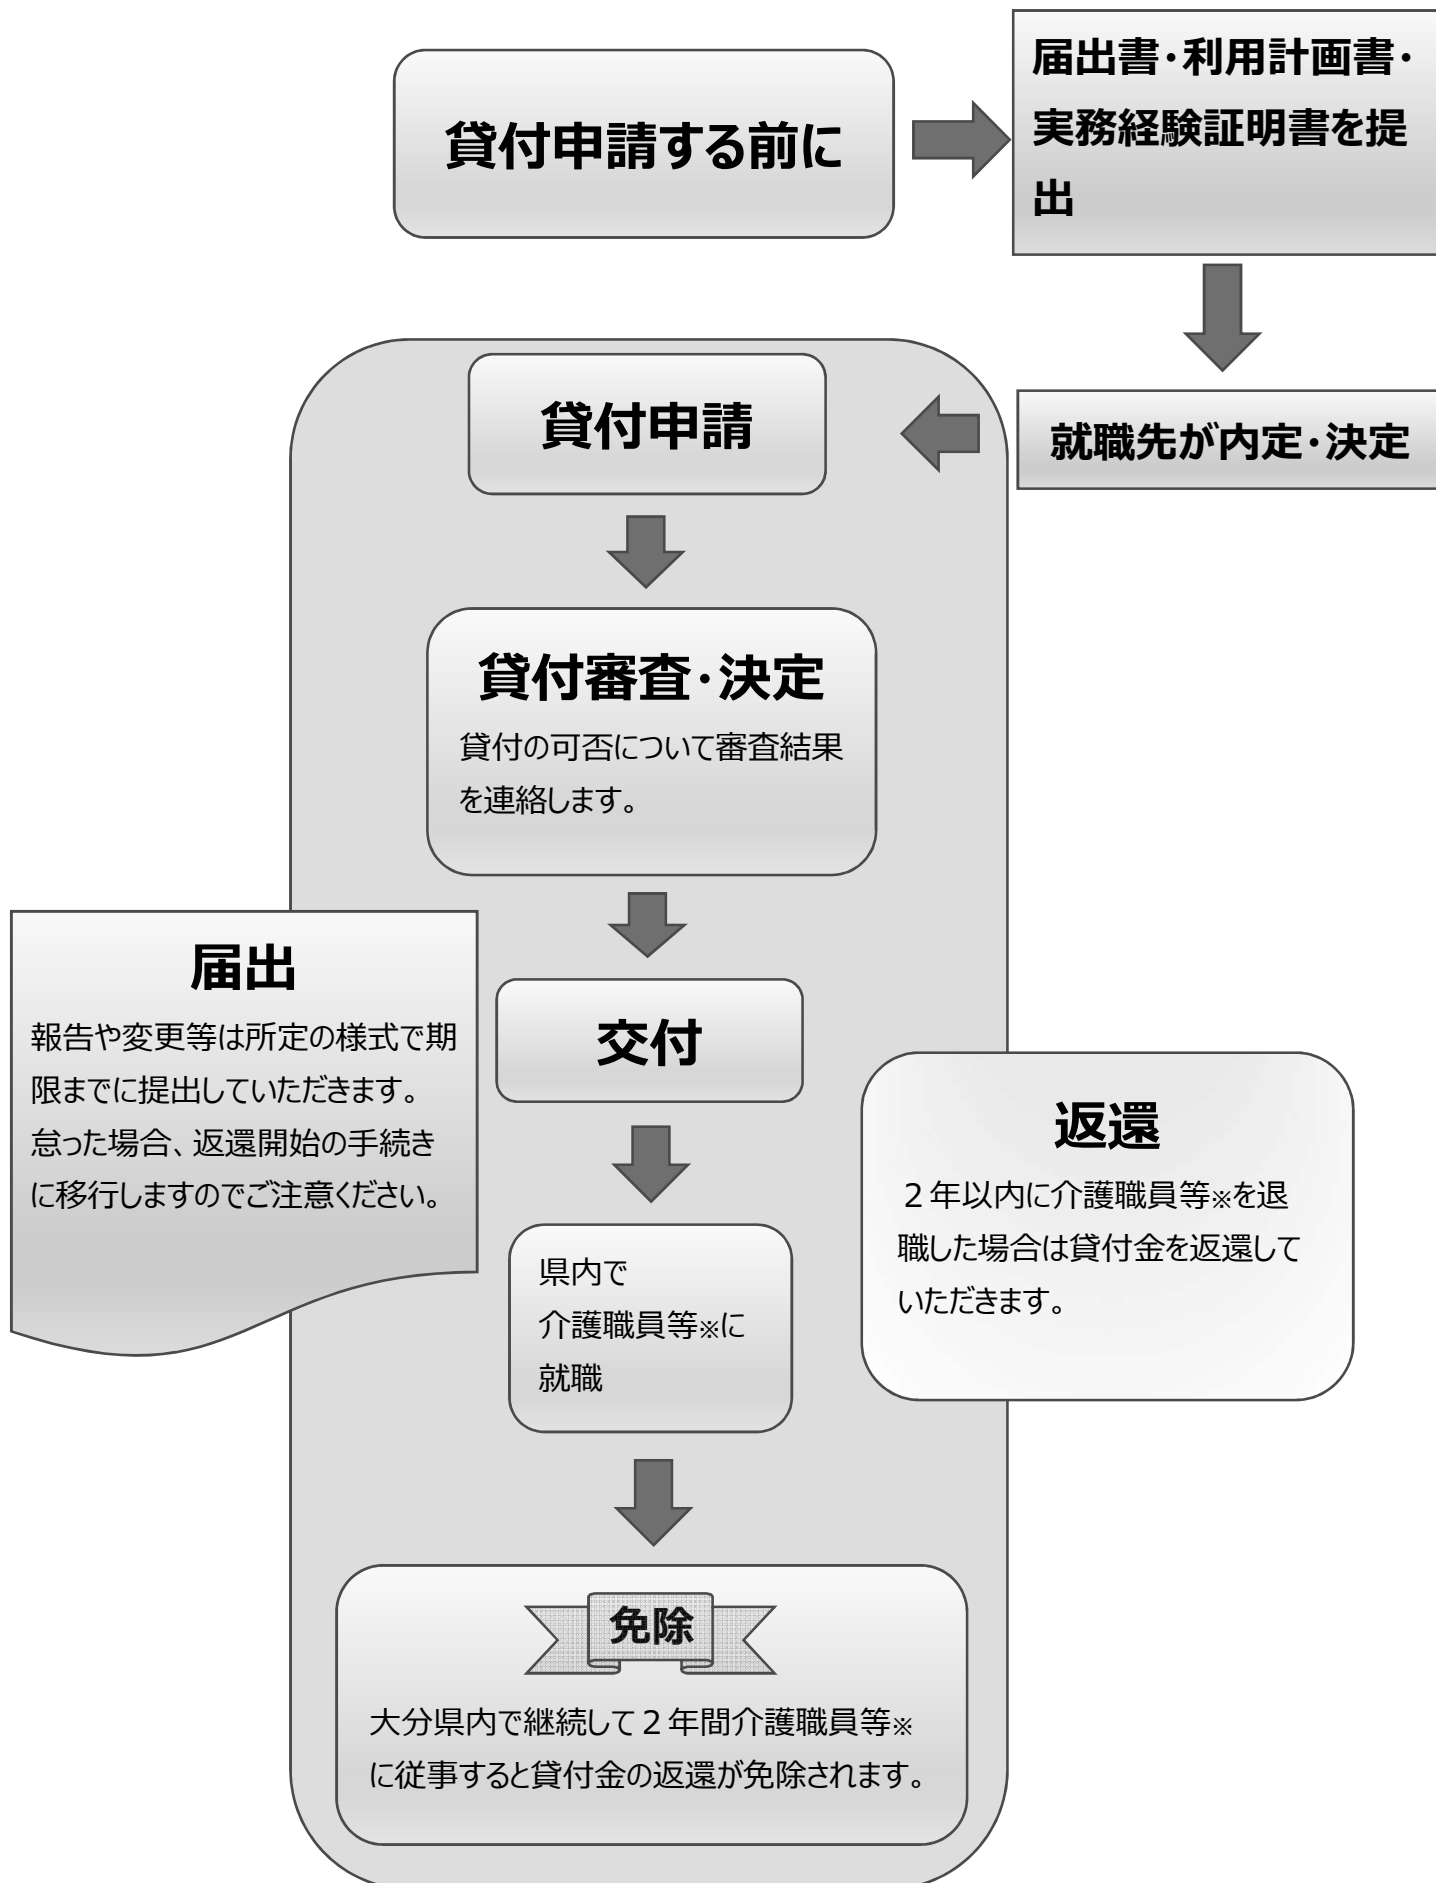 貸付申請する前に
届出書・利用計画書・
実務経験証明書を提
出
就職先が内定・決定
貸付申請
貸付審査・決定
貸付の可否について審査結果
を連絡します。
届出
報告や変更等は所定の様式で期
限までに提出していただきます。
怠った場合、返還開始の手続き
に移行しますのでご注意ください。
交付
返還
２年以内に介護職員等※を退
職した場合は貸付金を返還して
いただきます。
県内で
介護職員等※に
就職
免除
大分県内で継続して２年間介護職員等※
に従事すると貸付金の返還が免除されます。